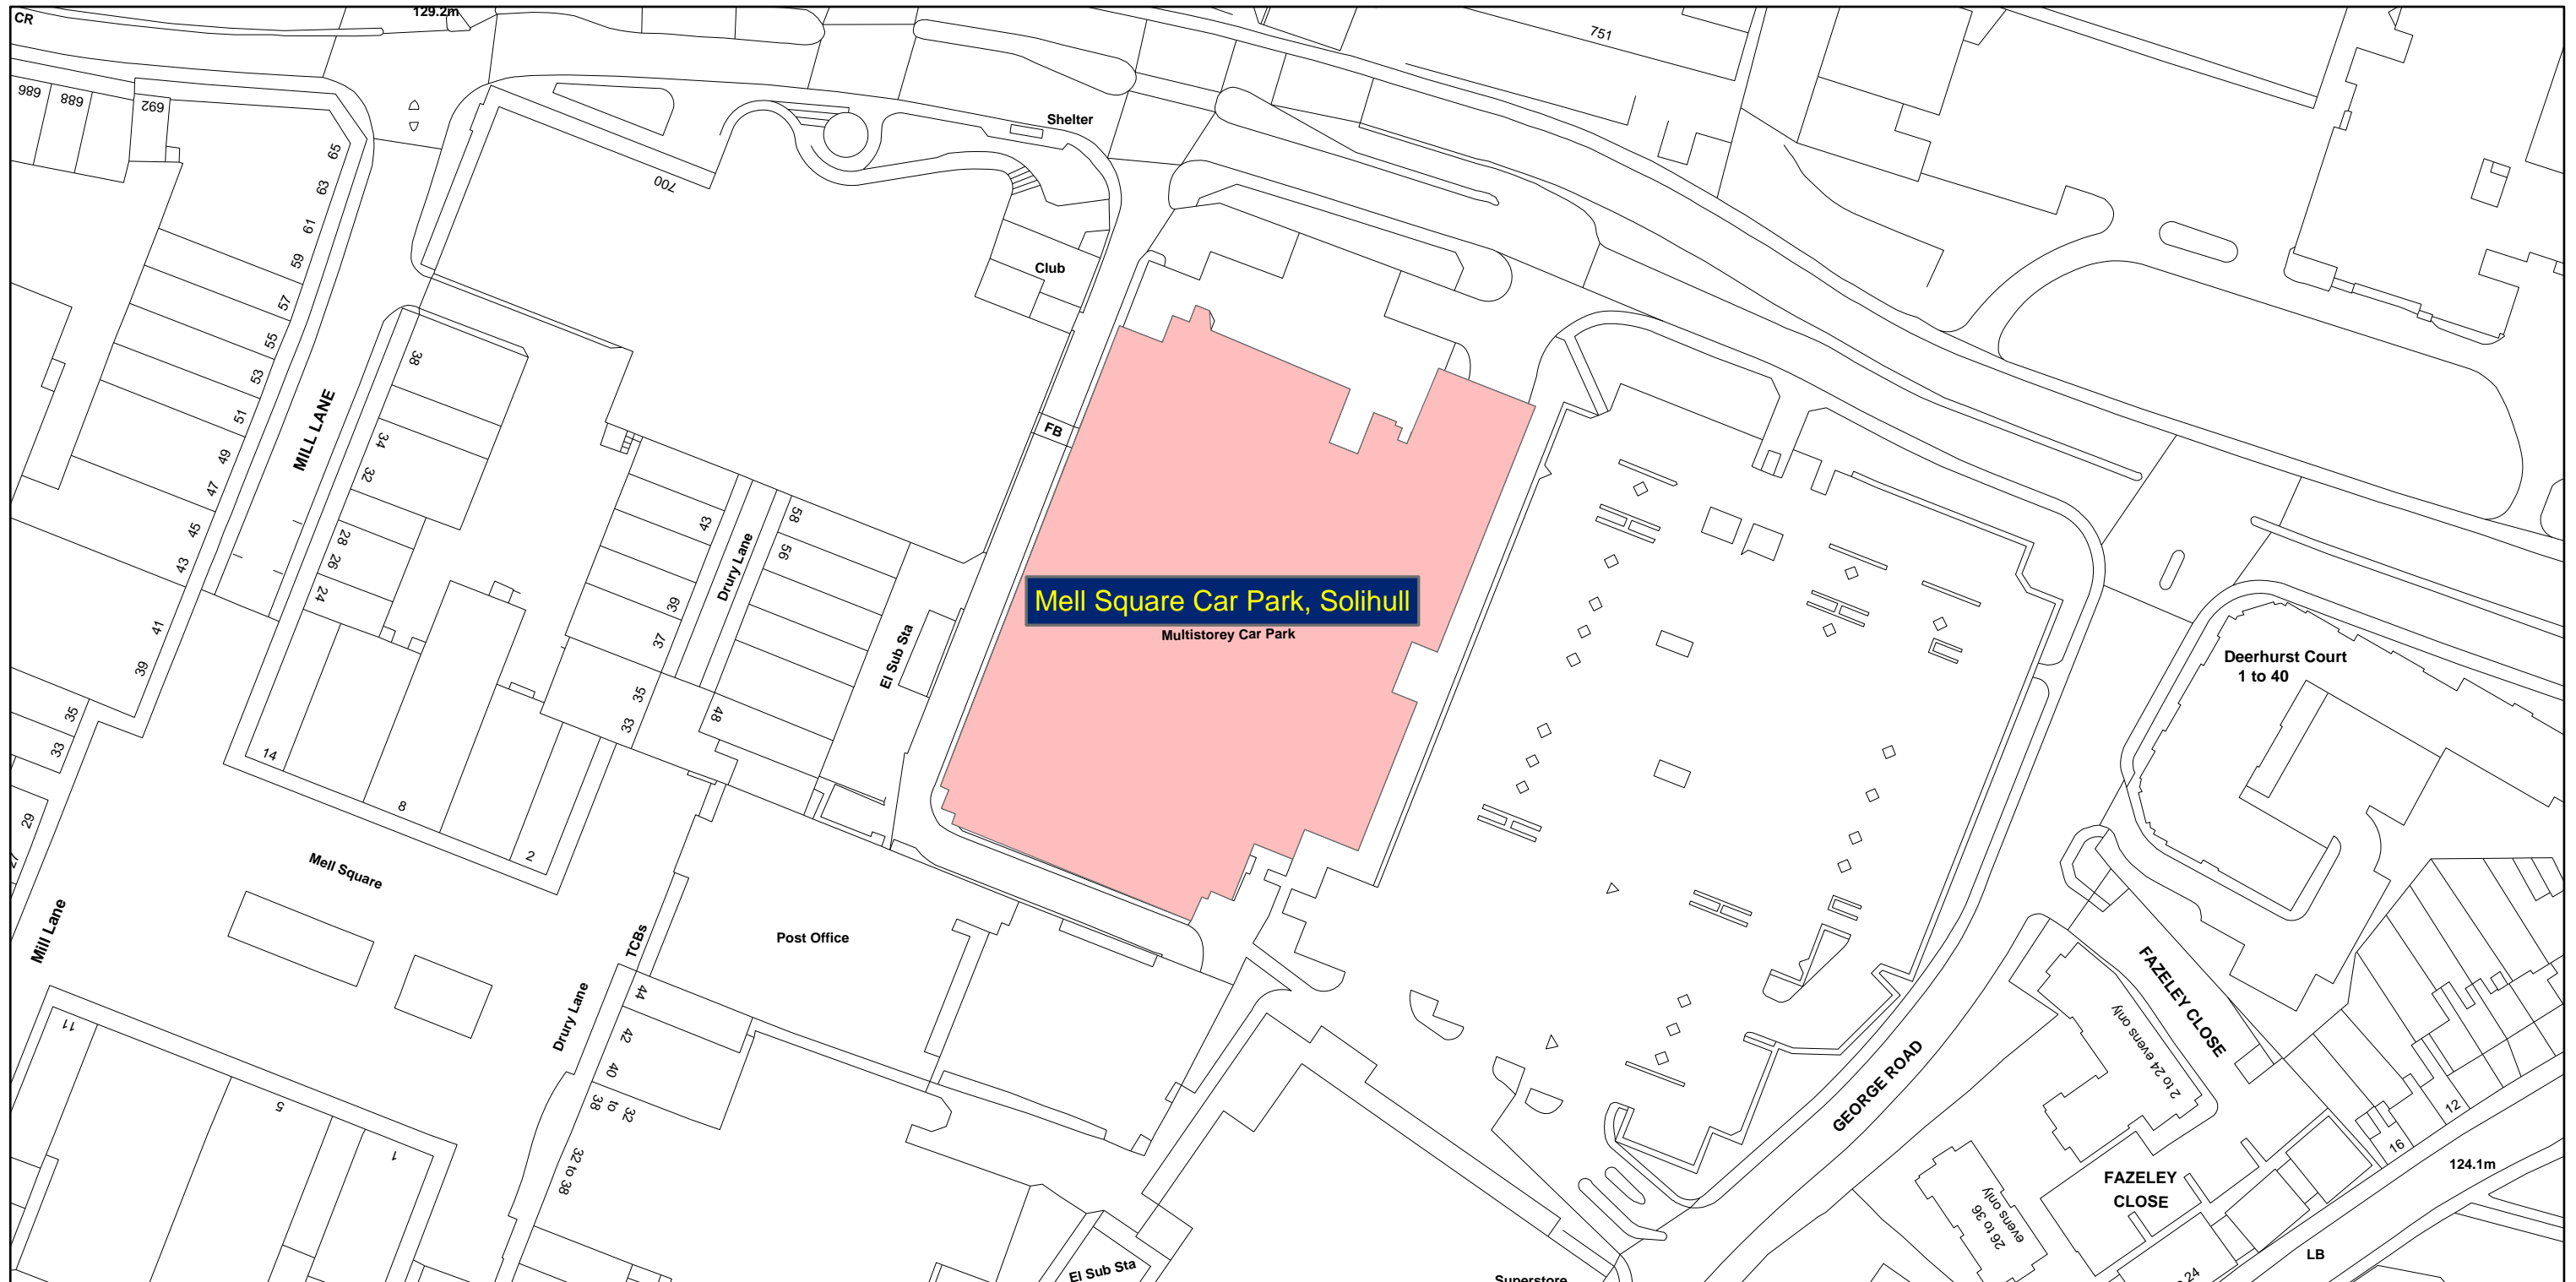 CR
129.2m
751
686
688
692
Shelter
700
65
63
61
59
57
55
53
51
49
47
45
43
41
39
35
33
29
Club
MILL LANE
38
34
32
28
26
24
FB
43
39
37
35
33
Drury Lane
58
56
48
El Sub Sta
Mell Square Car Park, Solihull
Multistorey Car Park
Deerhurst Court
1 to 40
14
8
2
Mell Square
Mill Lane
TCBs
Post Office
Drury Lane
44
42
40
to
38
32
32 to 38
11
5
1
GEORGE ROAD
FAZELEY CLOSE
2 to 24 evens only
26 to 36
evens only
FAZELEY
CLOSE
12
16
124.1m
LB
El Sub Sta
Superstore